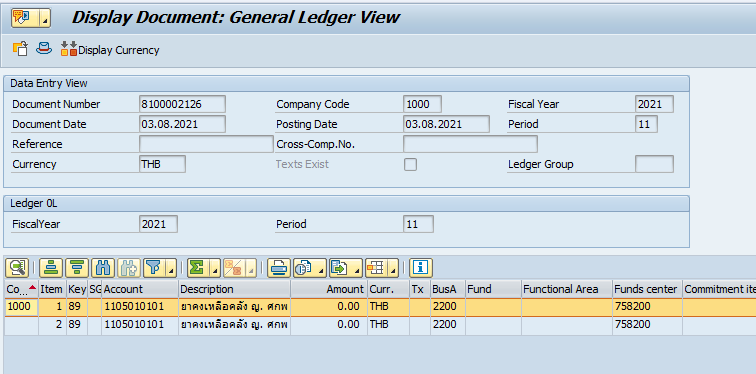 Display Document: General Ledger View
Display Currency
Data Entry View
Document Number 8100002126 Company Code 1000 Fiscal Year 2021
Document Date 03.08.2021 Posting Date 03.08.2021 Period 11
Reference Cross-Comp.No.
Currency THB Texts Exist Ledger Group
Ledger 0L
FiscalYear 2021 Period 11
Co... Item Key SG Account Description Amount Curr. Tx BusA Fund Functional Area Funds center Commitment ite
1000 1 89 1105010101 ยาคงเหลือคลัง ญ. ศกพ 0.00 THB 2200 758200
2 89 1105010101 ยาคงเหลือคลัง ญ. ศกพ 0.00 THB 2200 758200